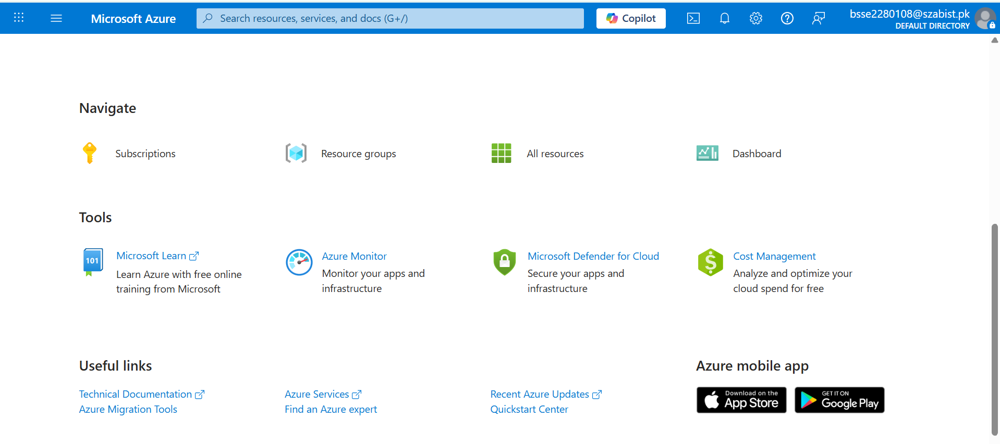 Microsoft Azure
Search resources, services, and docs (G+/)
Copilot
bsse2280108@szabist.pk
DEFAULT DIRECTORY
Navigate
Subscriptions
Resource groups
All resources
Dashboard
Tools
101
Microsoft Learn
Learn Azure with free online
training from Microsoft
Azure Monitor
Monitor your apps and
infrastructure
Microsoft Defender for Cloud
Secure your apps and
infrastructure
$
Cost Management
Analyze and optimize your
cloud spend for free
Useful links
Technical Documentation
Azure Migration Tools
Azure Services
Find an Azure expert
Recent Azure Updates
Quickstart Center
Azure mobile app
Download on the
App Store
GET IT ON
Google Play